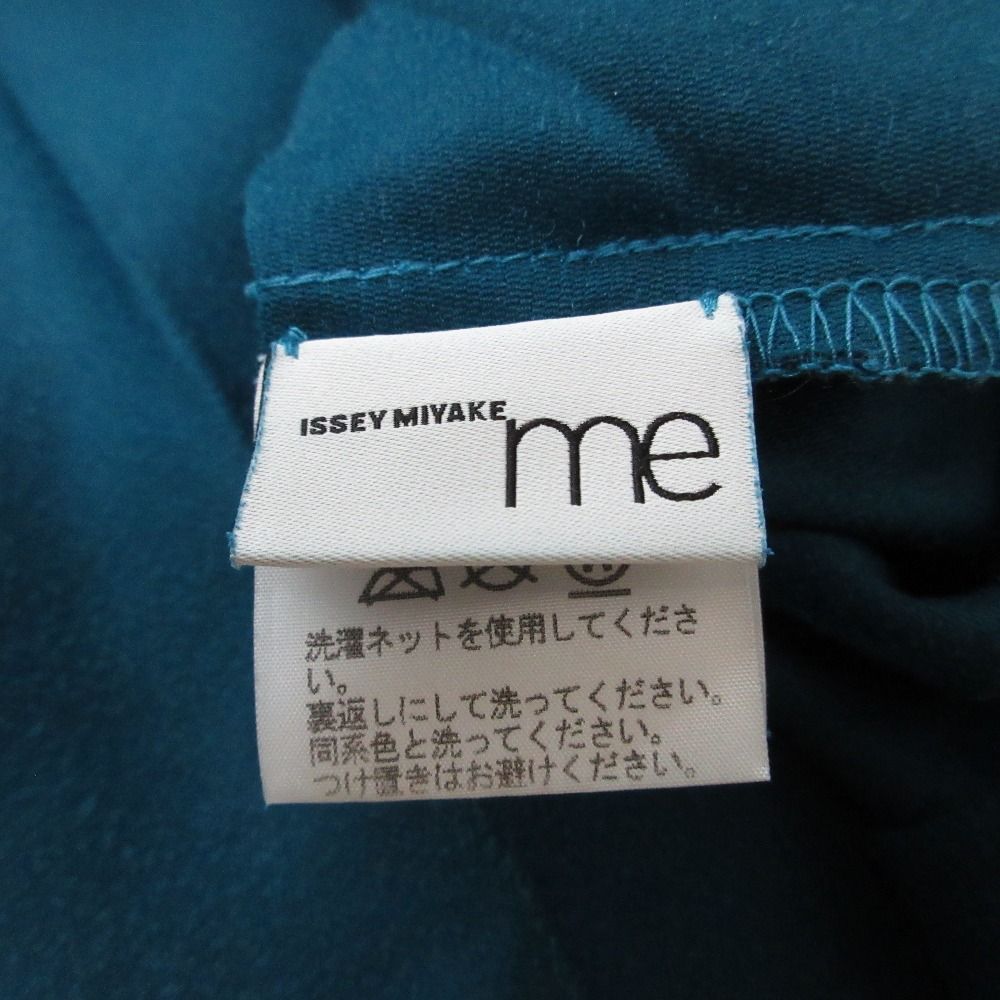 ISSEY MIYAKE
me
洗濯ネットを使用してくださ
い。
裏返しにして洗ってください。
同系色と洗ってください。
つけ置きはお避けください。